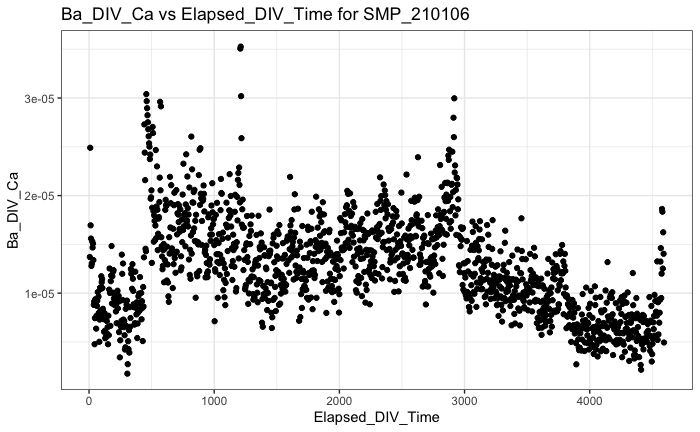 Ba_DIV_Ca vs Elapsed_DIV_Time for SMP_210106
Ba_DIV_Ca
3e-05
2e-05
1e-05
0 1000 2000 3000 4000
Elapsed_DIV_Time